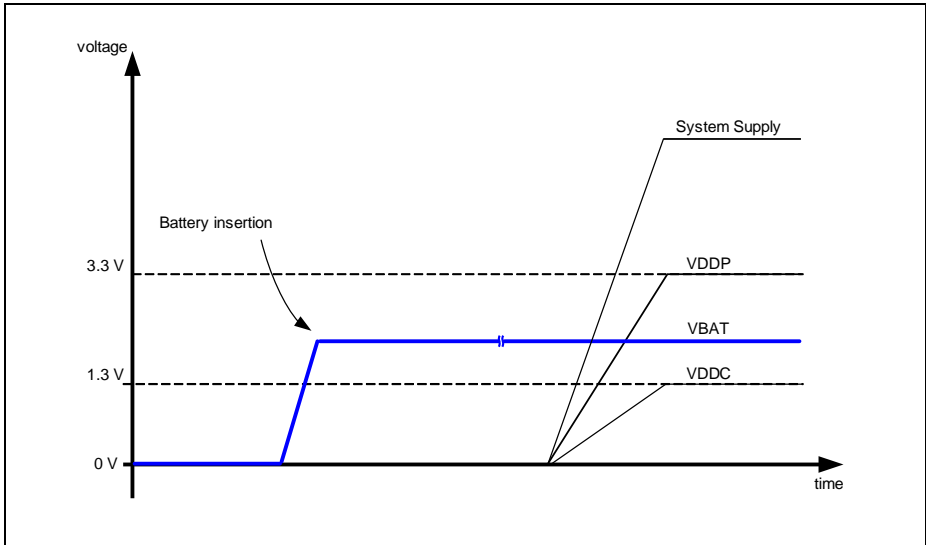 voltage
System Supply
Battery insertion
3.3 V
VDDP
VBAT
1.3 V
VDDC
0 V
time